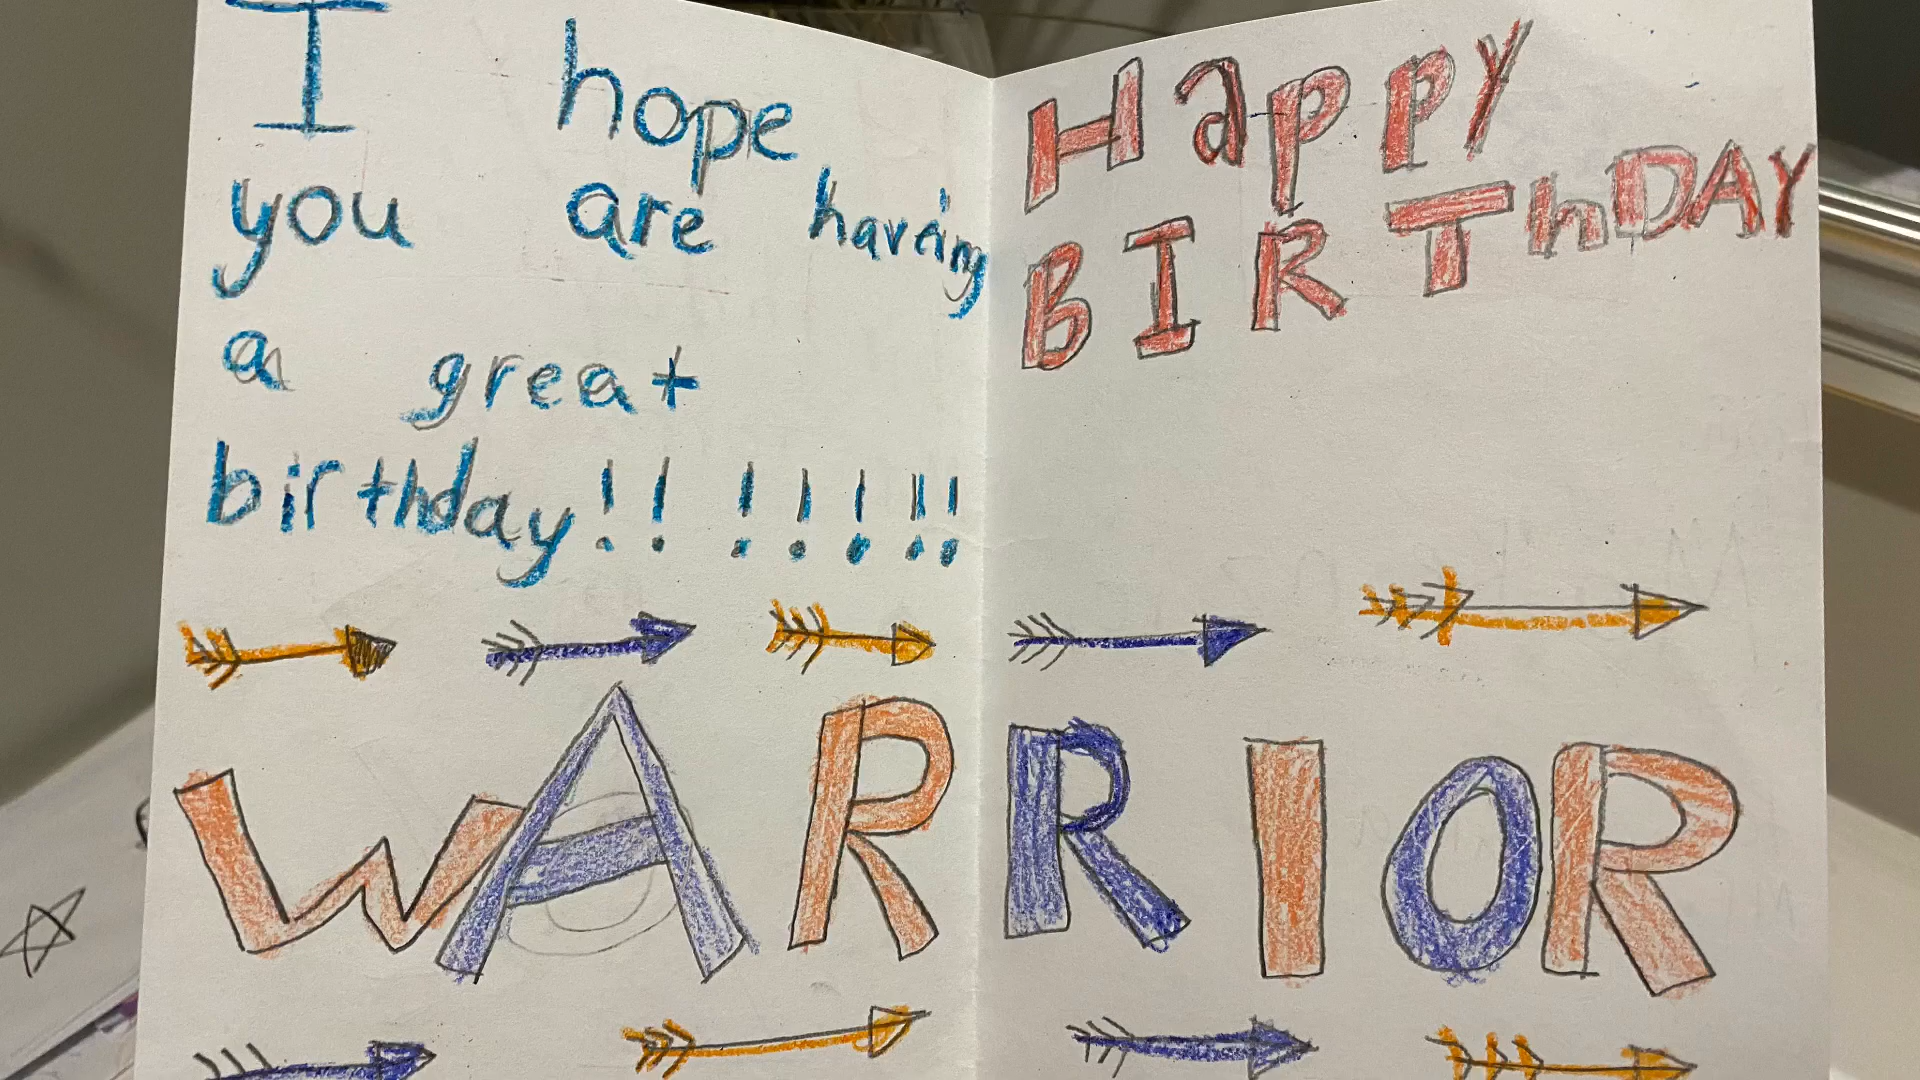 I hope
you are having
a great
birthday!!!!!!!
Happy
BIRThDAY
WARRIOR